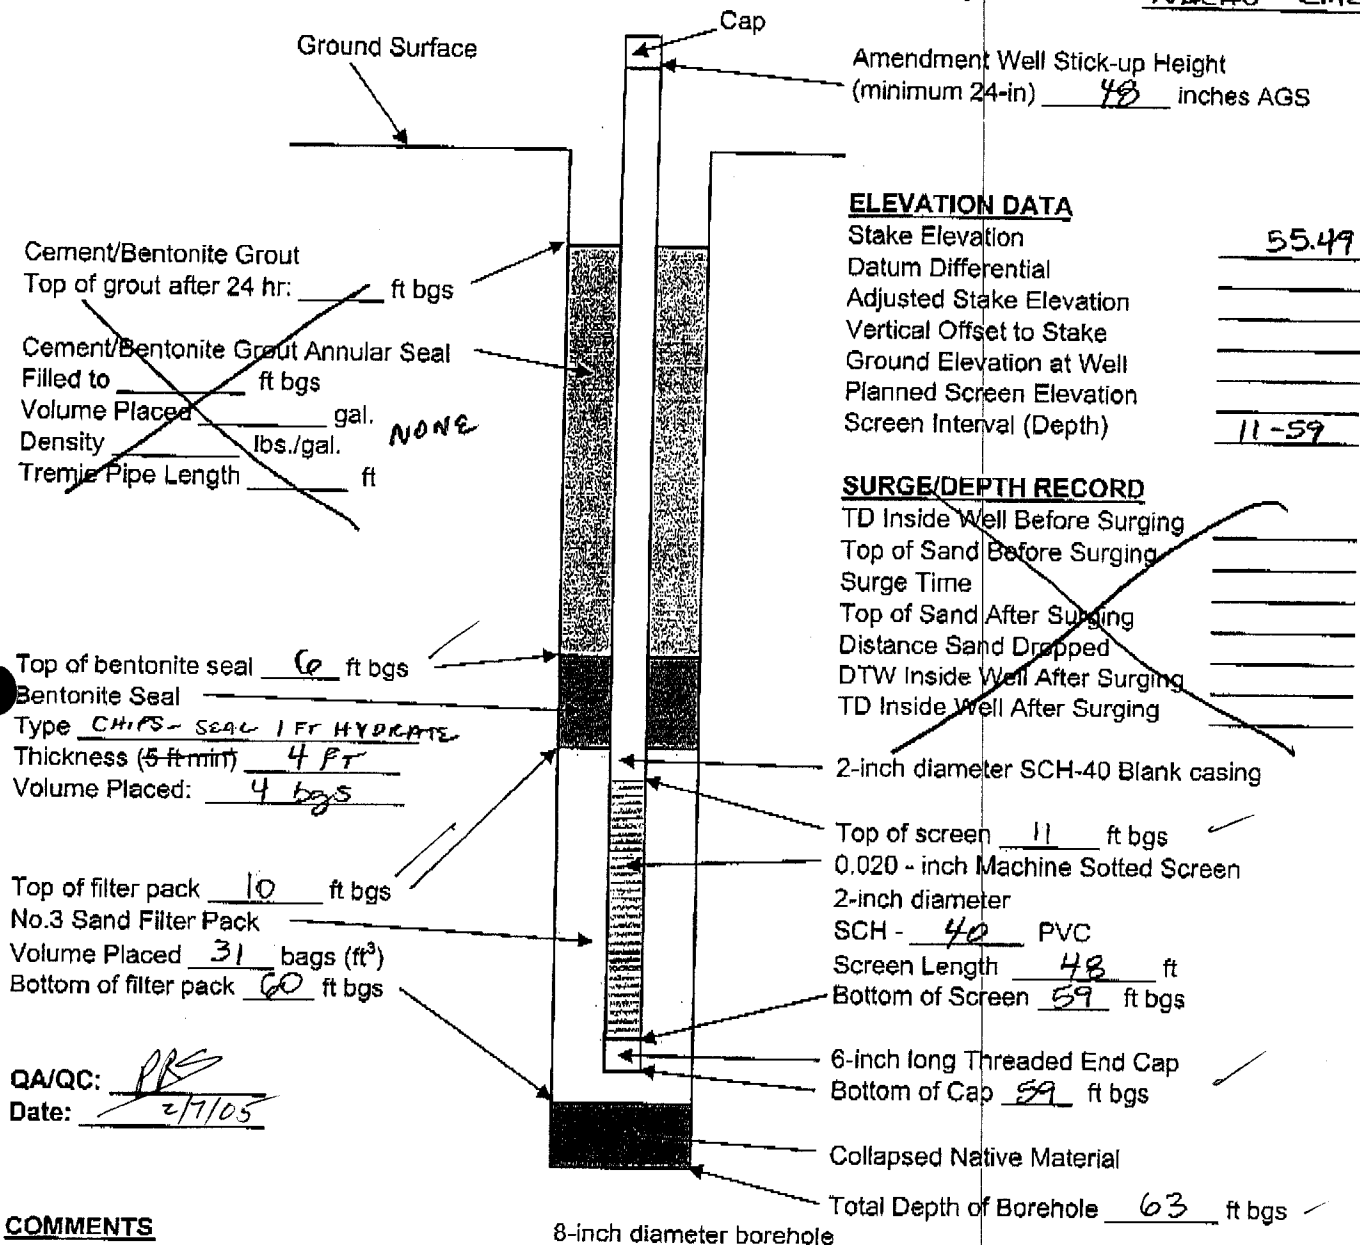 Cap
Ground Surface
Amendment Well Stick-up Height
(minimum 24-in) 48 inches AGS
ELEVATION DATA
Stake Elevation 55.49
Datum Differential
Adjusted Stake Elevation
Vertical Offset to Stake
Ground Elevation at Well
Planned Screen Elevation
Screen Interval (Depth) 11-59
Cement/Bentonite Grout
Top of grout after 24 hr: ____ ft bgs
Cement/Bentonite Grout Annular Seal
Filled to ____ ft bgs
Volume Placed ____ gal.
Density ____ lbs./gal. NONE
Tremie Pipe Length ____ ft
SURGE/DEPTH RECORD
TD Inside Well Before Surging
Top of Sand Before Surging
Surge Time
Top of Sand After Surging
Distance Sand Dropped
DTW Inside Well After Surging
TD Inside Well After Surging
Top of bentonite seal 6 ft bgs
Bentonite Seal
Type CHIPS - SEAL 1 FT HYDRATE
Thickness (5 ft min) 4 FT
Volume Placed: 4 bgs
2-inch diameter SCH-40 Blank casing
Top of screen 11 ft bgs
0.020 - inch Machine Sotted Screen
2-inch diameter
SCH - 40 PVC
Screen Length 48 ft
Bottom of Screen 59 ft bgs
Top of filter pack 10 ft bgs
No.3 Sand Filter Pack
Volume Placed 31 bags (ft³)
Bottom of filter pack 60 ft bgs
6-inch long Threaded End Cap
Bottom of Cap 59 ft bgs
QA/QC: PRS
Date: 2/7/05
Collapsed Native Material
Total Depth of Borehole 63 ft bgs
COMMENTS
8-inch diameter borehole